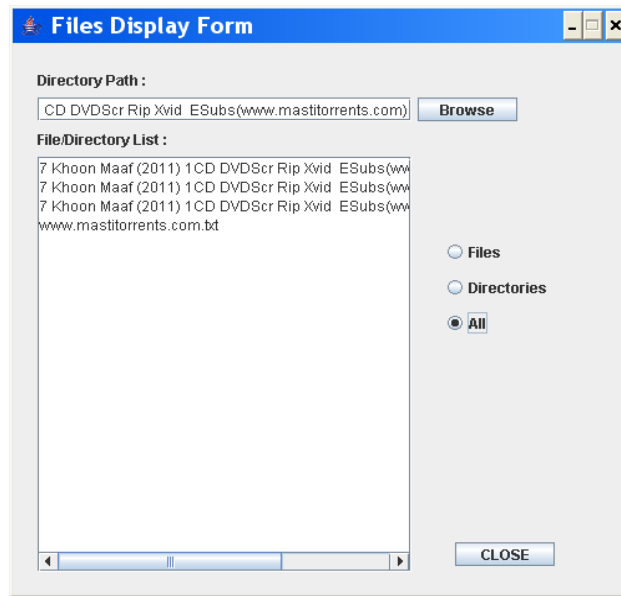 Files Display Form
Directory Path :
CD DVDScr Rip Xvid ESubs(www.mastitorrents.com)
Browse
File/Directory List :
7 Khoon Maaf (2011) 1CD DVDScr Rip Xvid ESubs(ww
7 Khoon Maaf (2011) 1CD DVDScr Rip Xvid ESubs(ww
7 Khoon Maaf (2011) 1CD DVDScr Rip Xvid ESubs(ww
www.mastitorrents.com.txt
Files
Directories
All
CLOSE